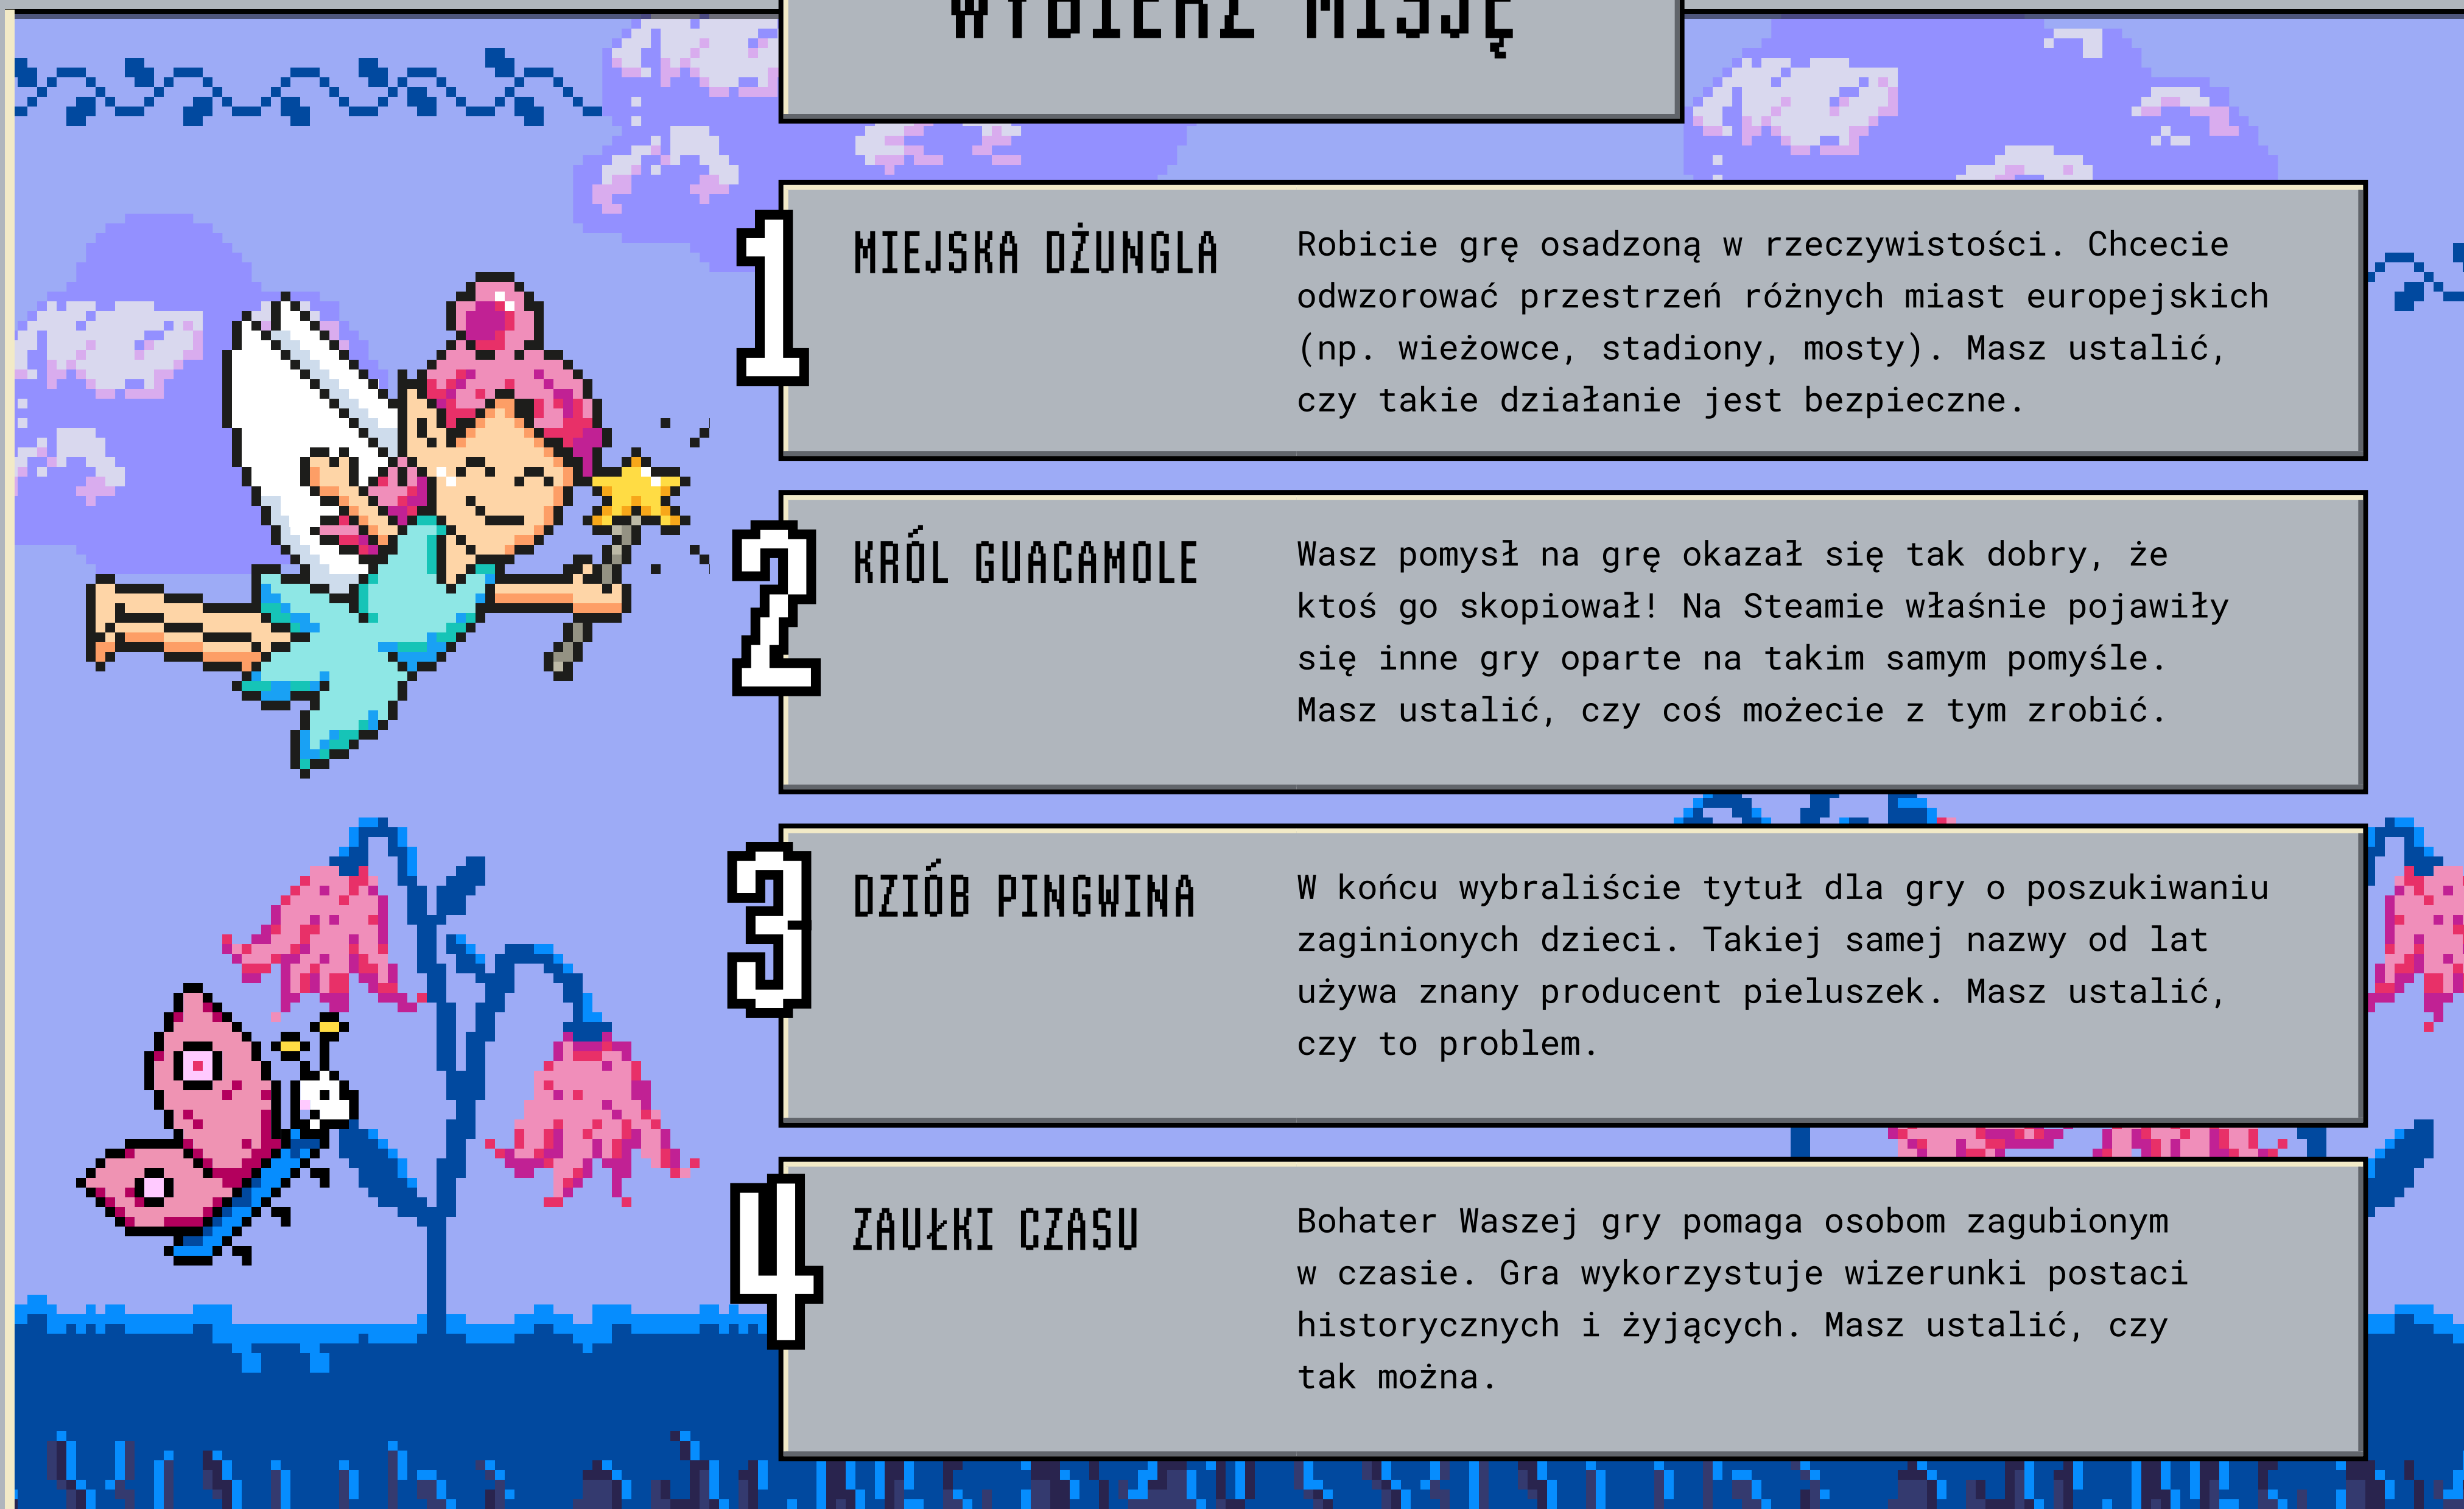 WYBIERZ MISJĘ
1
MIEJSKA DŻUNGLA
Robicie grę osadzoną w rzeczywistości. Chcecie
odwzorować przestrzeń różnych miast europejskich
(np. wieżowce, stadiony, mosty). Masz ustalić,
czy takie działanie jest bezpieczne.
2
KRÓL GUACAMOLE
Wasz pomysł na grę okazał się tak dobry, że
ktoś go skopiował! Na Steamie właśnie pojawiły
się inne gry oparte na takim samym pomyśle.
Masz ustalić, czy coś możecie z tym zrobić.
3
DZIÓB PINGWINA
W końcu wybraliście tytuł dla gry o poszukiwaniu
zaginionych dzieci. Takiej samej nazwy od lat
używa znany producent pieluszek. Masz ustalić,
czy to problem.
4
ZAUŁKI CZASU
Bohater Waszej gry pomaga osobom zagubionym
w czasie. Gra wykorzystuje wizerunki postaci
historycznych i żyjących. Masz ustalić, czy
tak można.